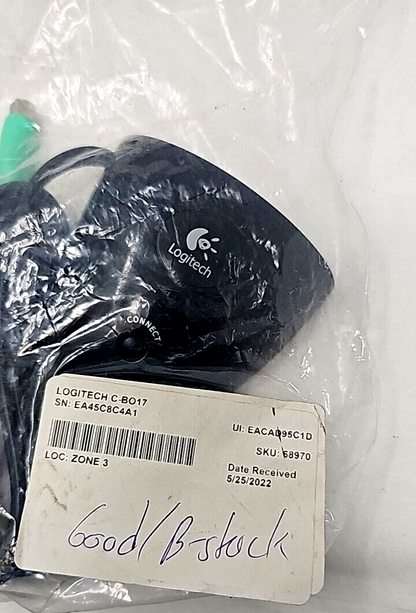 Logitech
CONNECT
LOGITECH C-BO17
SN: EA45C8C4A1
UI: EACAD95C1D
SKU: 68970
LOC: ZONE 3
Date Received
5/25/2022
Good/B-stock